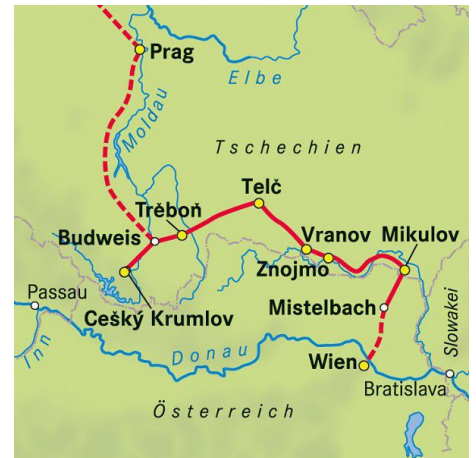 Prag
Elbe
Moldau
Tschechien
Telč
Třeboň
Vranov
Mikulov
Budweis
Znojmo
Passau
Cešký Krumlov
Mistelbach
Slowakei
Inn
Donau
Wien
Bratislava
Österreich